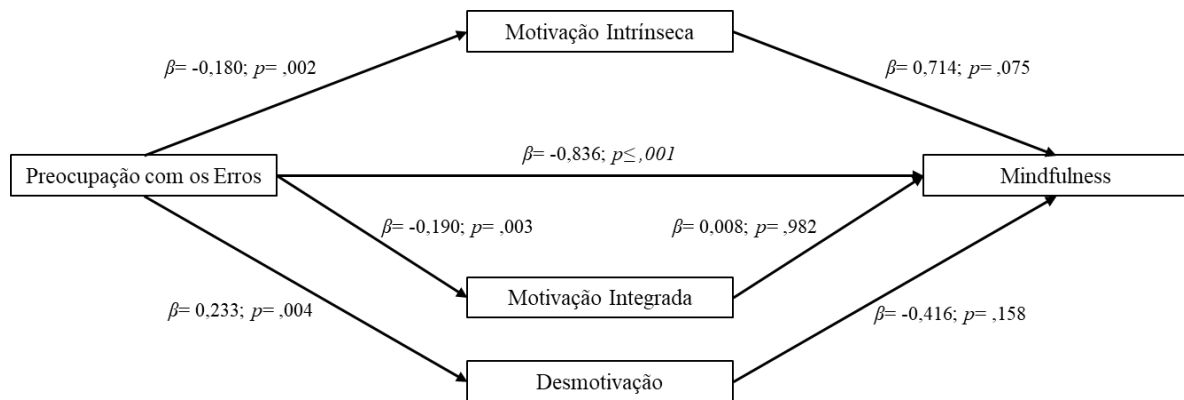 Motivação Intrínseca
β= -0,180; p= ,002
β= 0,714; p= ,075
β= -0,836; p≤ ,001
Preocupação com os Erros
Mindfulness
β= -0,190; p= ,003
β= 0,008; p= ,982
Motivação Integrada
β= 0,233; p= ,004
β= -0,416; p= ,158
Desmotivação